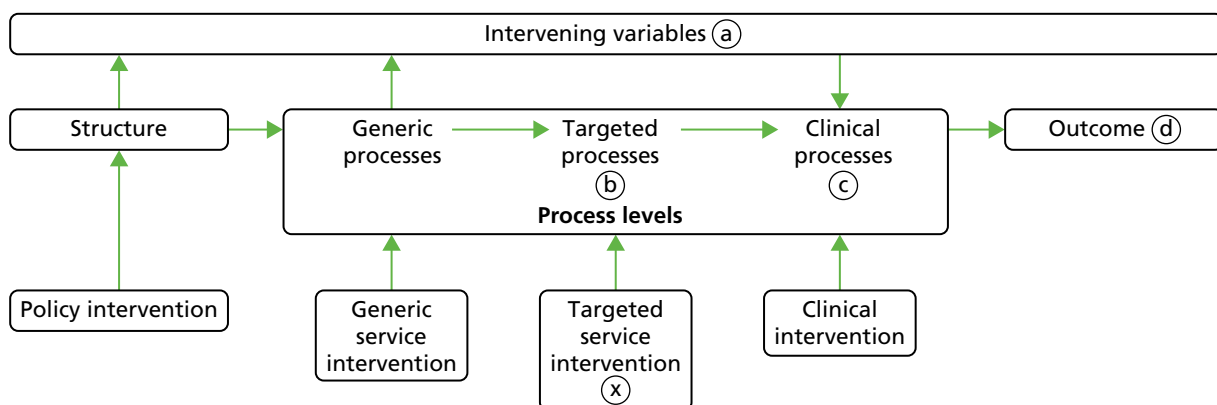 Intervening variables a
Structure
Generic
processes
Targeted
processes
b
Clinical
processes
c
Process levels
Outcome d
Policy intervention
Generic
service
intervention
Targeted
service
intervention
x
Clinical
intervention